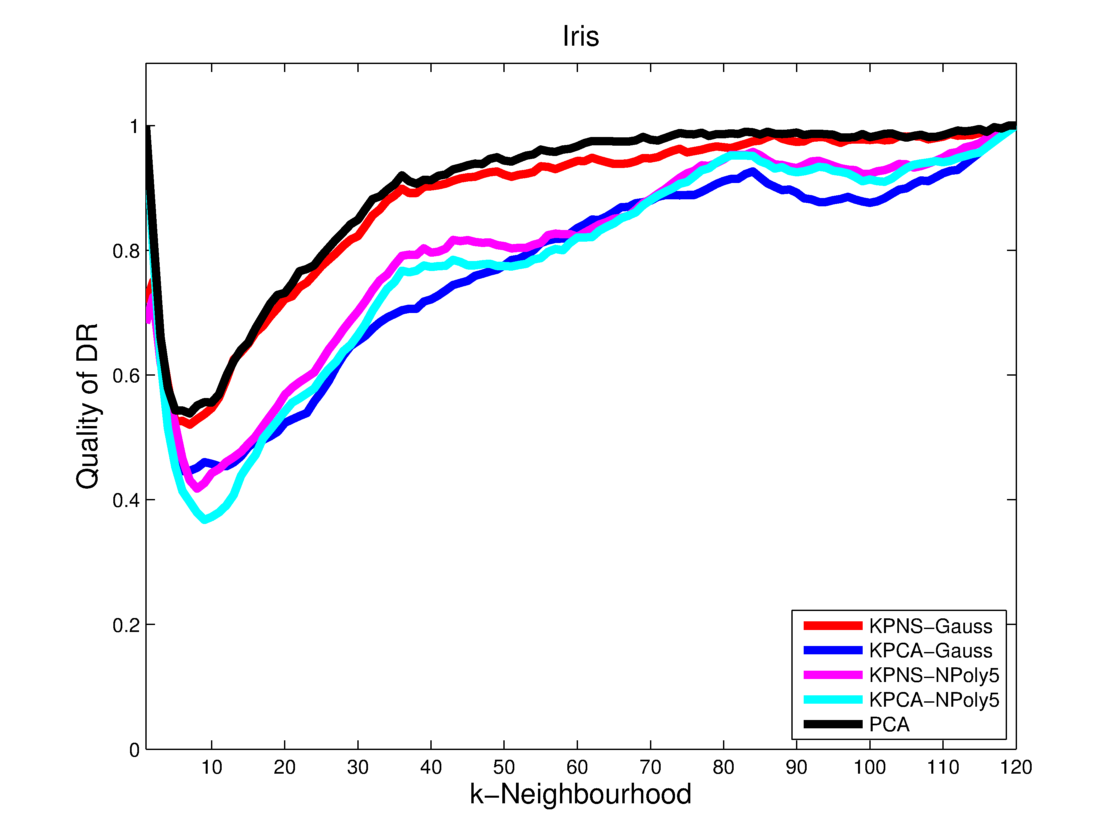 Iris
Quality of DR
1
0.8
0.6
0.4
0.2
0
10 20 30 40 50 60 70 80 90 100 110 120
k−Neighbourhood
KPNS−Gauss
KPCA−Gauss
KPNS−NPoly5
KPCA−NPoly5
PCA